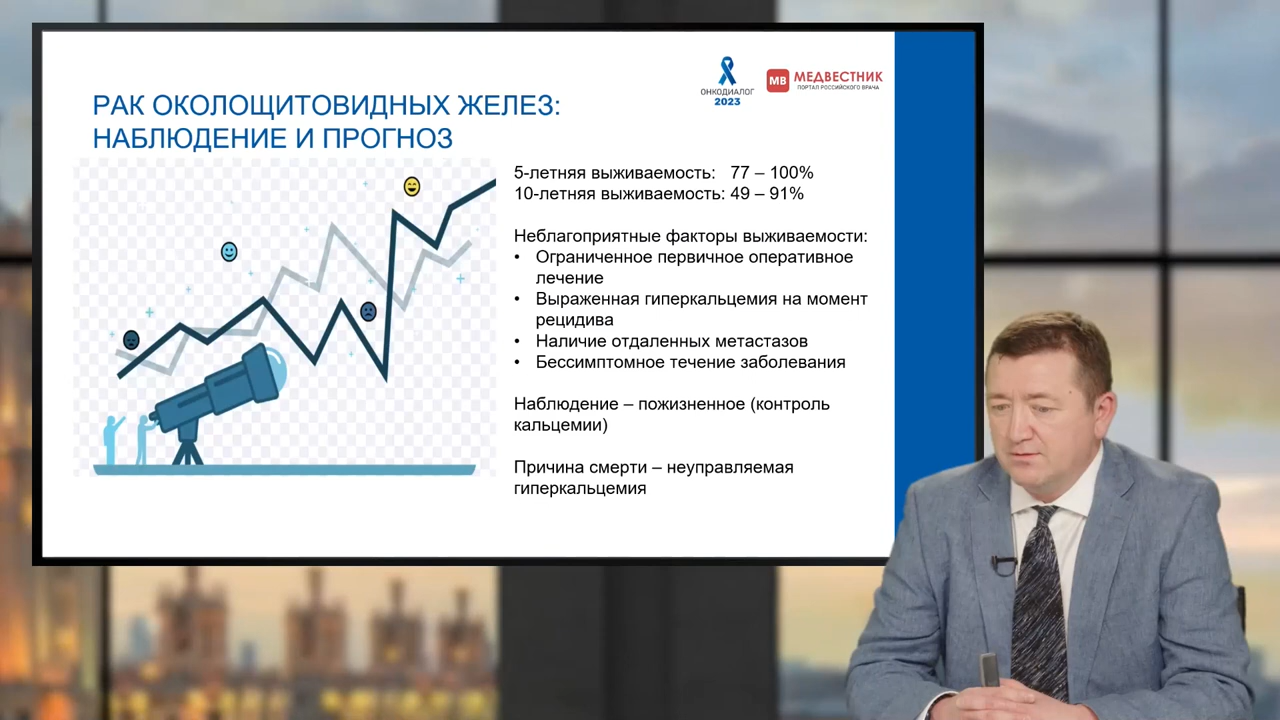 ОНКОДИАЛОГ
2023
МВ МЕДВЕСТНИК
ПОРТАЛ РОССИЙСКОГО ВРАЧА
РАК ОКОЛОЩИТОВИДНЫХ ЖЕЛЕЗ:
НАБЛЮДЕНИЕ И ПРОГНОЗ
5-летняя выживаемость: 77 – 100%
10-летняя выживаемость: 49 – 91%
Неблагоприятные факторы выживаемости:
• Ограниченное первичное оперативное
лечение
• Выраженная гиперкальцемия на момент
рецидива
• Наличие отдаленных метастазов
• Бессимптомное течение заболевания
Наблюдение – пожизненное (контроль
кальцемии)
Причина смерти – неуправляемая
гиперкальцемия